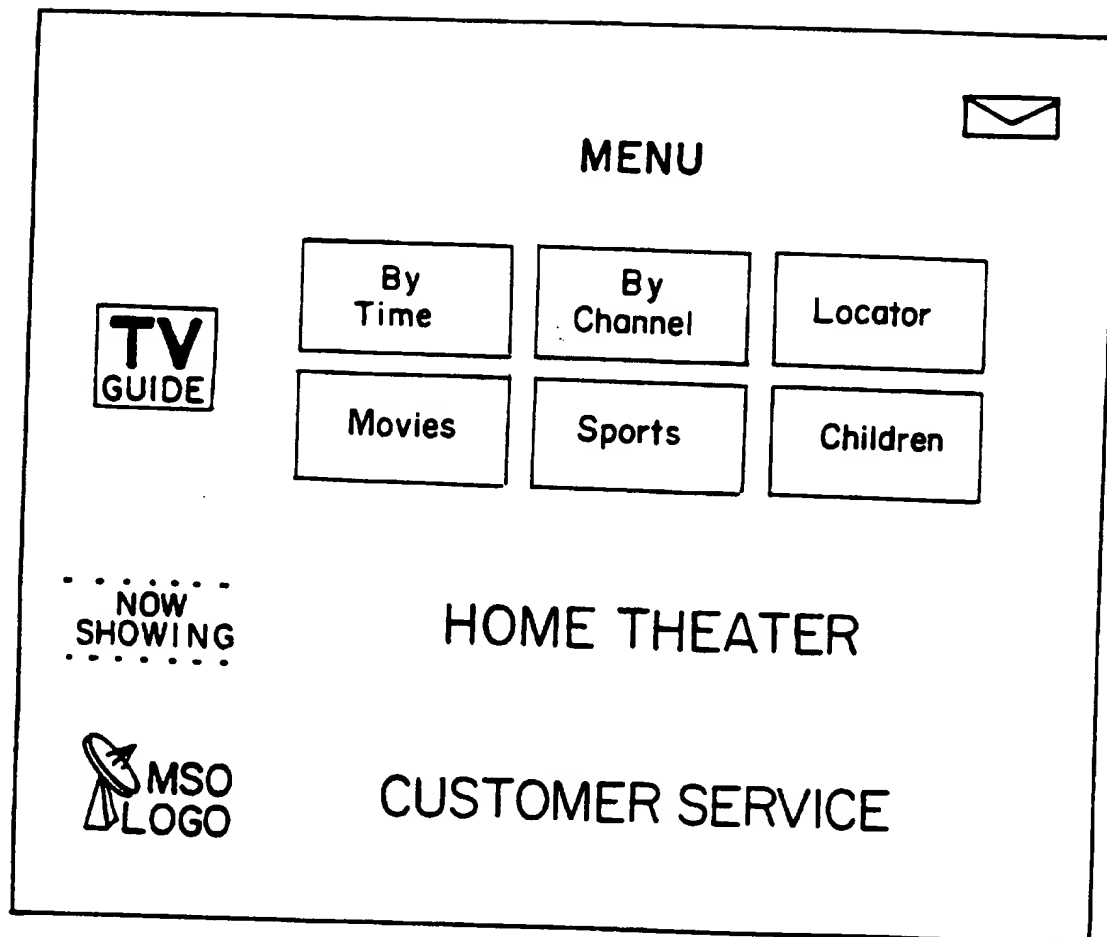 MENU
By
Time
By
Channel
Locator
TV
GUIDE
Movies
Sports
Children
NOW
SHOWING
HOME THEATER
MSO
LOGO
CUSTOMER SERVICE